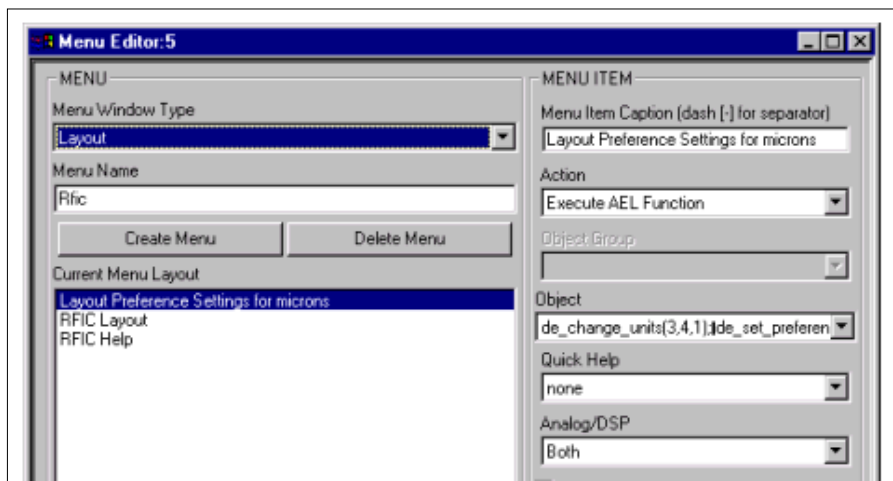 Menu Editor:5
MENU
Menu Window Type
Layout
Menu Name
Rfic
Create Menu
Delete Menu
Current Menu Layout
Layout Preference Settings for microns
RFIC Layout
RFIC Help
MENU ITEM
Menu Item Caption (dash [-] for separator)
Layout Preference Settings for microns
Action
Execute AEL Function
Object Group
Object
de_change_units(3,4,1);|de_set_preferen
Quick Help
none
Analog/DSP
Both